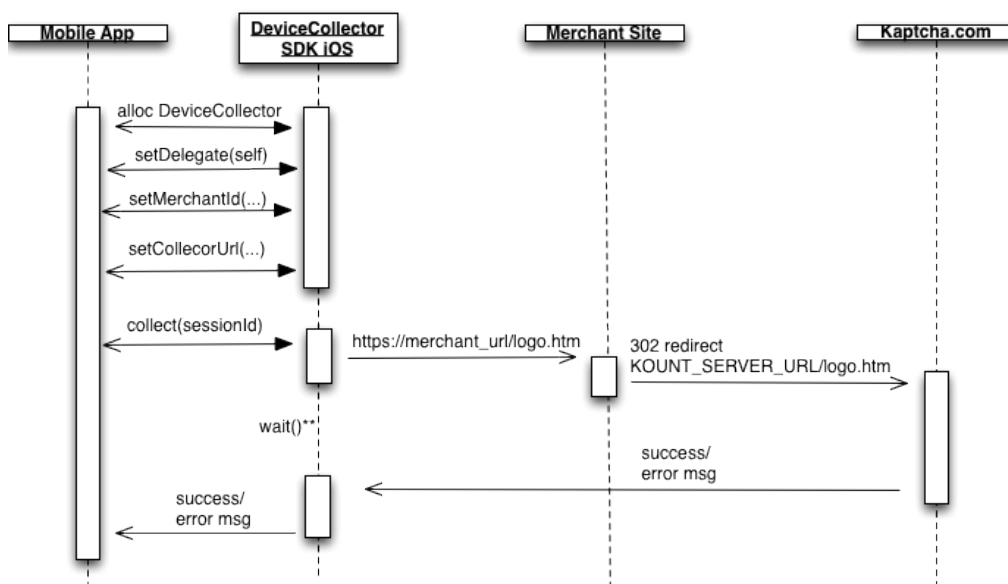 Mobile App
DeviceCollector
SDK iOS
Merchant Site
Kaptcha.com
alloc DeviceCollector
setDelegate(self)
setMerchantId(...)
setCollecorUrl(...)
collect(sessionId)
https://merchant_url/logo.htm
302 redirect
KOUNT_SERVER_URL/logo.htm
wait()**
success/
error msg
success/
error msg